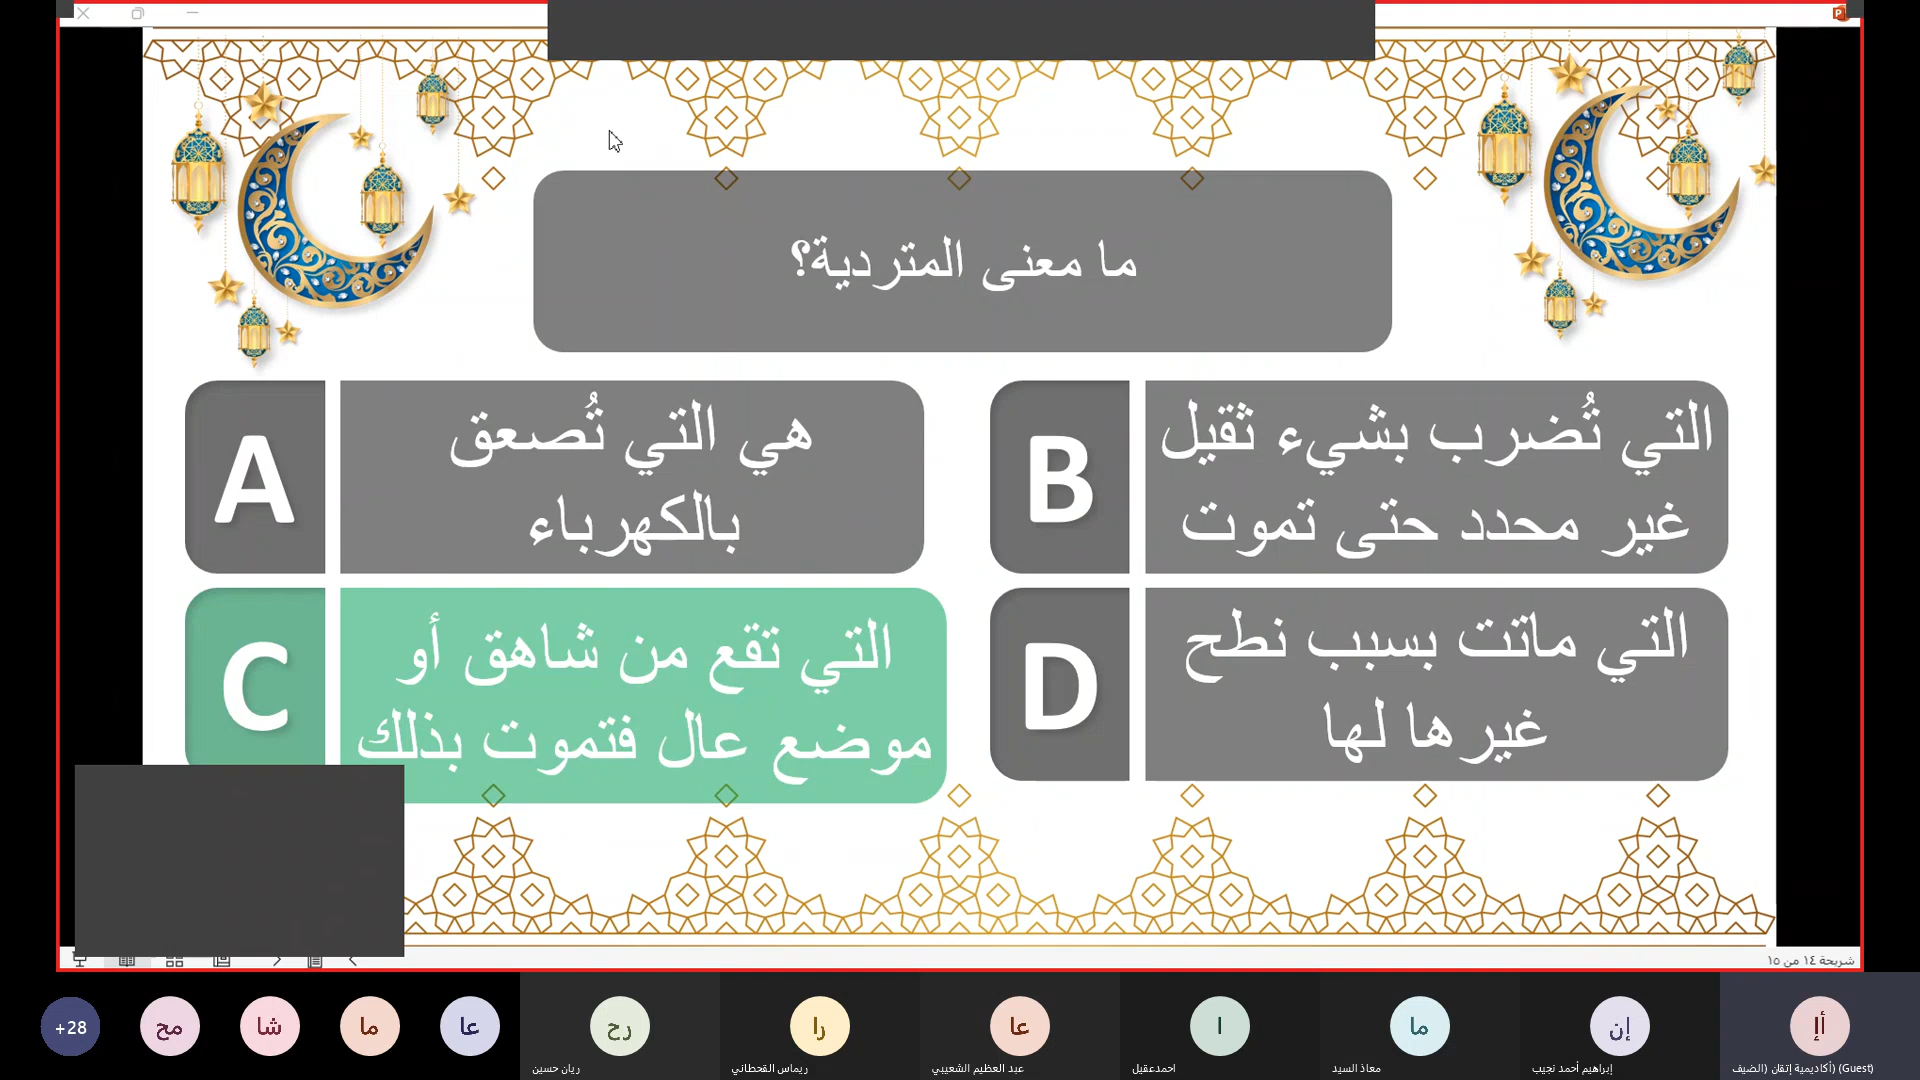 ما معنى المتردية؟
A
هي التي تُصعق
بالكهرباء
B
التي تُضرب بشيء ثقيل
غير محدد حتى تموت
C
التي تقع من شاهق أو
موضع عال فتموت بذلك
D
التي ماتت بسبب نطح
غيرها لها
شريحة ١٤ من ١٥
+28
مح
شا
ما
عا
رح
ريان حسين
را
ريماس القحطاني
عا
عبد العظيم الشعيبي
ا
احمدعقيل
ما
معاذ السيد
إن
إبراهيم أحمد نجيب
أإ
(أكاديمية إتقان (الضيف (Guest)